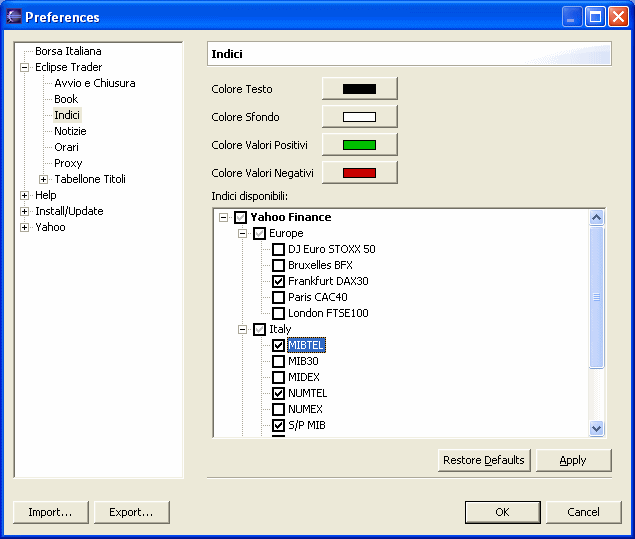 Preferences
Borsa Italiana
Eclipse Trader
Avvio e Chiusura
Book
Indici
Notizie
Orari
Proxy
Tabellone Titoli
Help
Install/Update
Yahoo
Indici
Colore Testo
Colore Sfondo
Colore Valori Positivi
Colore Valori Negativi
Indici disponibili:
Yahoo Finance
Europe
DJ Euro STOXX 50
Bruxelles BFX
Frankfurt DAX30
Paris CAC40
London FTSE100
Italy
MIBTEL
MIB30
MIDEX
NUMTEL
NUMEX
S/P MIB
Restore Defaults Apply
Import... Export... OK Cancel